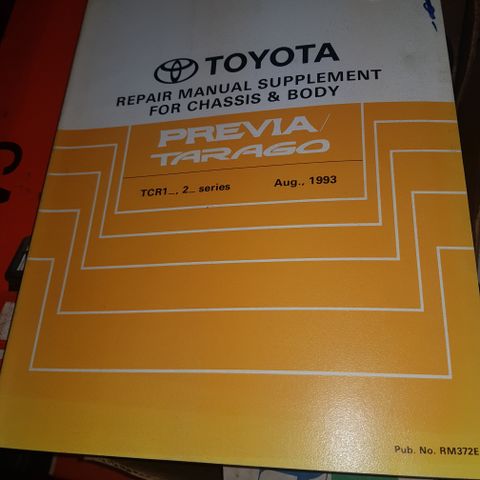 TOYOTA
REPAIR MANUAL SUPPLEMENT
FOR CHASSIS & BODY
PREVIA/
TARAGO
TCR1_, 2_ series Aug., 1993
Pub. No. RM372E